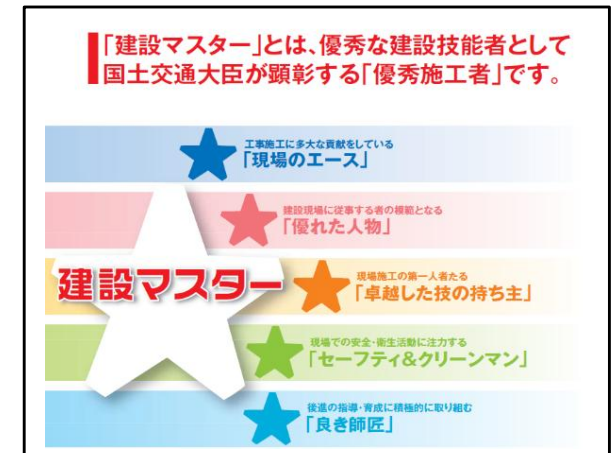 「建設マスター」とは、優秀な建設技能者として
国土交通大臣が顕彰する「優秀施工者」です。
工事施工に多大な貢献をしている
「現場のエース」
建設現場に従事する者の模範となる
「優れた人物」
建設マスター
現場施工の第一人者たる
「卓越した技の持ち主」
現場での安全・衛生活動に注力する
「セーフティ&クリーンマン」
後進の指導・育成に積極的に取り組む
「良き師匠」